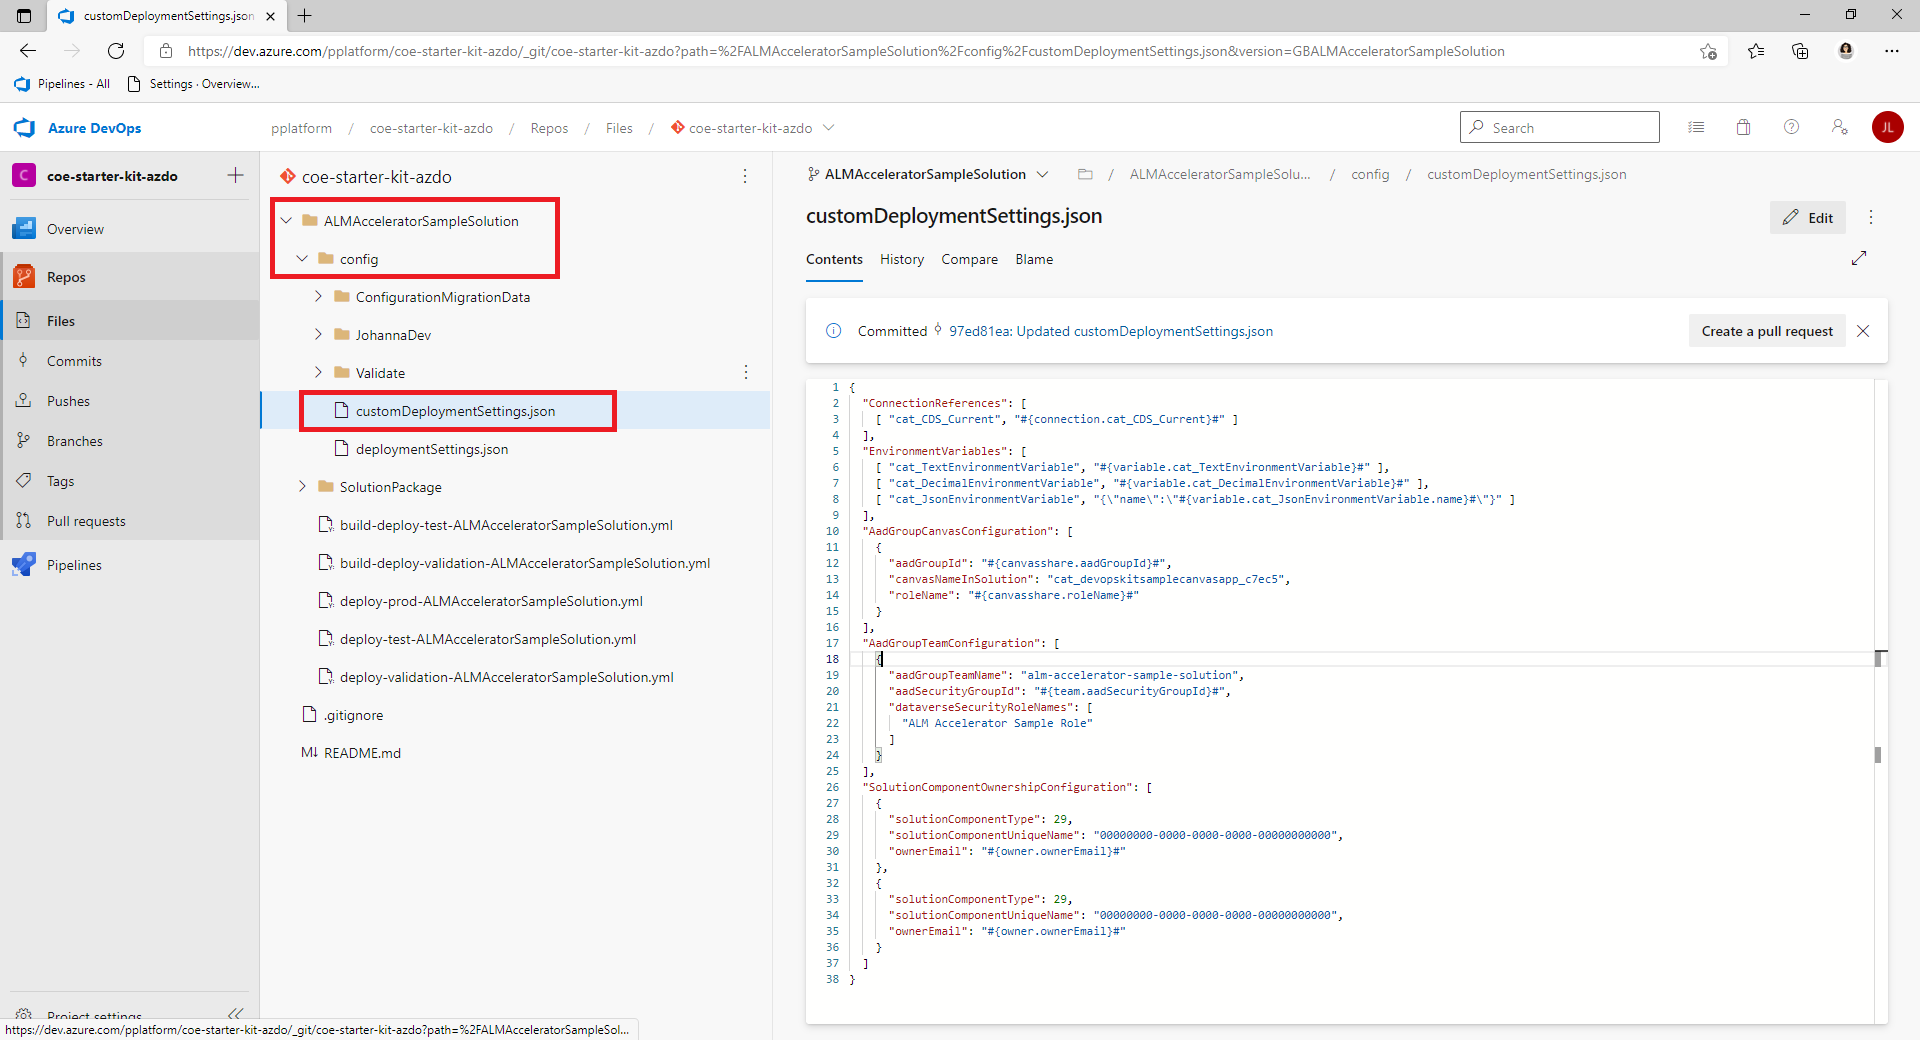 customDeploymentSettings.json
https://dev.azure.com/pplatform/coe-starter-kit-azdo/_git/coe-starter-kit-azdo?path=%2FALMAcceleratorSampleSolution%2Fconfig%2FcustomDeploymentSettings.json&version=GBALMAcceleratorSampleSolution
Pipelines - All
Settings · Overview...
Azure DevOps
pplatform / coe-starter-kit-azdo / Repos / Files / coe-starter-kit-azdo
Search
JL
C
coe-starter-kit-azdo
Overview
Repos
Files
Commits
Pushes
Branches
Tags
Pull requests
Pipelines
Project settings
coe-starter-kit-azdo
ALMAcceleratorSampleSolution
config
ConfigurationMigrationData
JohannaDev
Validate
customDeploymentSettings.json
deploymentSettings.json
SolutionPackage
build-deploy-test-ALMAcceleratorSampleSolution.yml
build-deploy-validation-ALMAcceleratorSampleSolution.yml
deploy-prod-ALMAcceleratorSampleSolution.yml
deploy-test-ALMAcceleratorSampleSolution.yml
deploy-validation-ALMAcceleratorSampleSolution.yml
.gitignore
README.md
ALMAcceleratorSampleSolution / ALMAcceleratorSampleSolu... / config / customDeploymentSettings.json
customDeploymentSettings.json
Edit
Contents
History
Compare
Blame
Committed 97ed81ea: Updated customDeploymentSettings.json
Create a pull request
1 {
2 "ConnectionReferences": [
3 [ "cat_CDS_Current", "#{connection.cat_CDS_Current}#" ]
4 ],
5 "EnvironmentVariables": [
6 [ "cat_TextEnvironmentVariable", "#{variable.cat_TextEnvironmentVariable}#" ],
7 [ "cat_DecimalEnvironmentVariable", "#{variable.cat_DecimalEnvironmentVariable}#" ],
8 [ "cat_JsonEnvironmentVariable", "{\"name\":\"#{variable.cat_JsonEnvironmentVariable.name}#\"}" ]
9 ],
10 "AadGroupCanvasConfiguration": [
11 {
12 "aadGroupId": "#{canvasshare.aadGroupId}#",
13 "canvasNameInSolution": "cat_devopskitsamplecanvasapp_c7ec5",
14 "roleName": "#{canvasshare.roleName}#"
15 }
16 ],
17 "AadGroupTeamConfiguration": [
18 {
19 "aadGroupTeamName": "alm-accelerator-sample-solution",
20 "aadSecurityGroupId": "#{team.aadSecurityGroupId}#",
21 "dataverseSecurityRoleNames": [
22 "ALM Accelerator Sample Role"
23 ]
24 }
25 ],
26 "SolutionComponentOwnershipConfiguration": [
27 {
28 "solutionComponentType": 29,
29 "solutionComponentUniqueName": "00000000-0000-0000-0000-00000000000",
30 "ownerEmail": "#{owner.ownerEmail}#"
31 },
32 {
33 "solutionComponentType": 29,
34 "solutionComponentUniqueName": "00000000-0000-0000-0000-00000000000",
35 "ownerEmail": "#{owner.ownerEmail}#"
36 }
37 ]
38 }
https://dev.azure.com/pplatform/coe-starter-kit-azdo/_git/coe-starter-kit-azdo?path=%2FALMAcceleratorSampleSol...